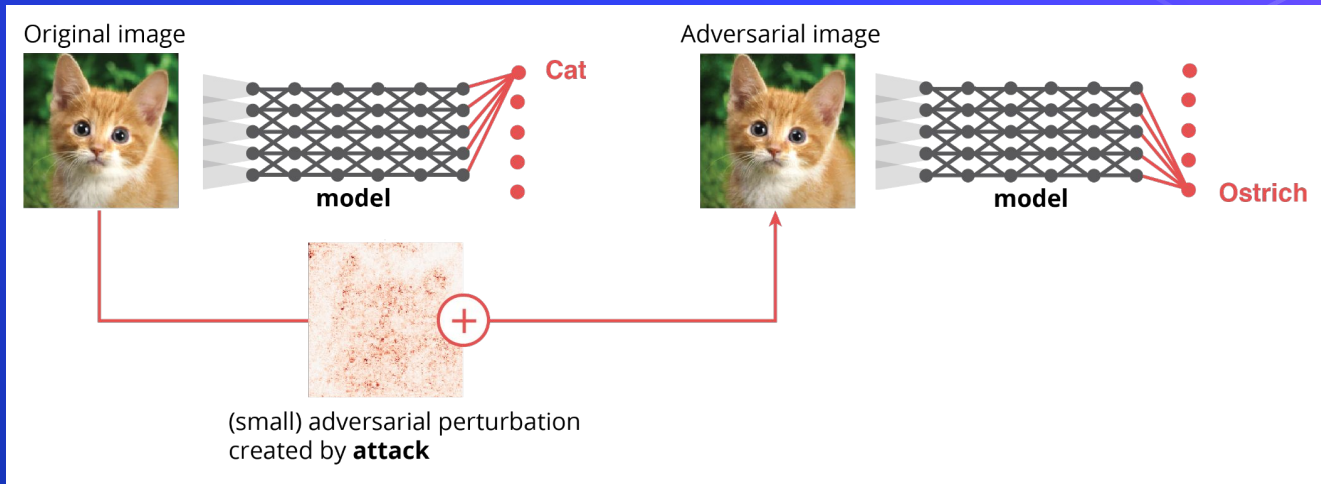 Original image
Cat
model
(small) adversarial perturbation
created by attack
Adversarial image
model
Ostrich